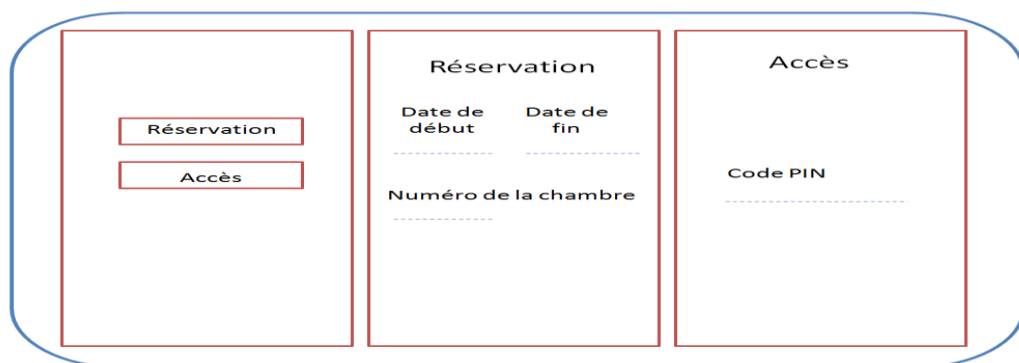 Réservation
Accès
Réservation
Date de
début
Date de
fin
Numéro de la chambre
Accès
Code PIN